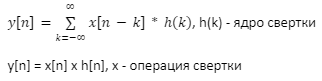 y[n] = ∑_{k=−∞}^{∞} x[n − k] * h(k), h(k) - ядро свертки
y[n] = x[n] x h[n], x - операция свертки